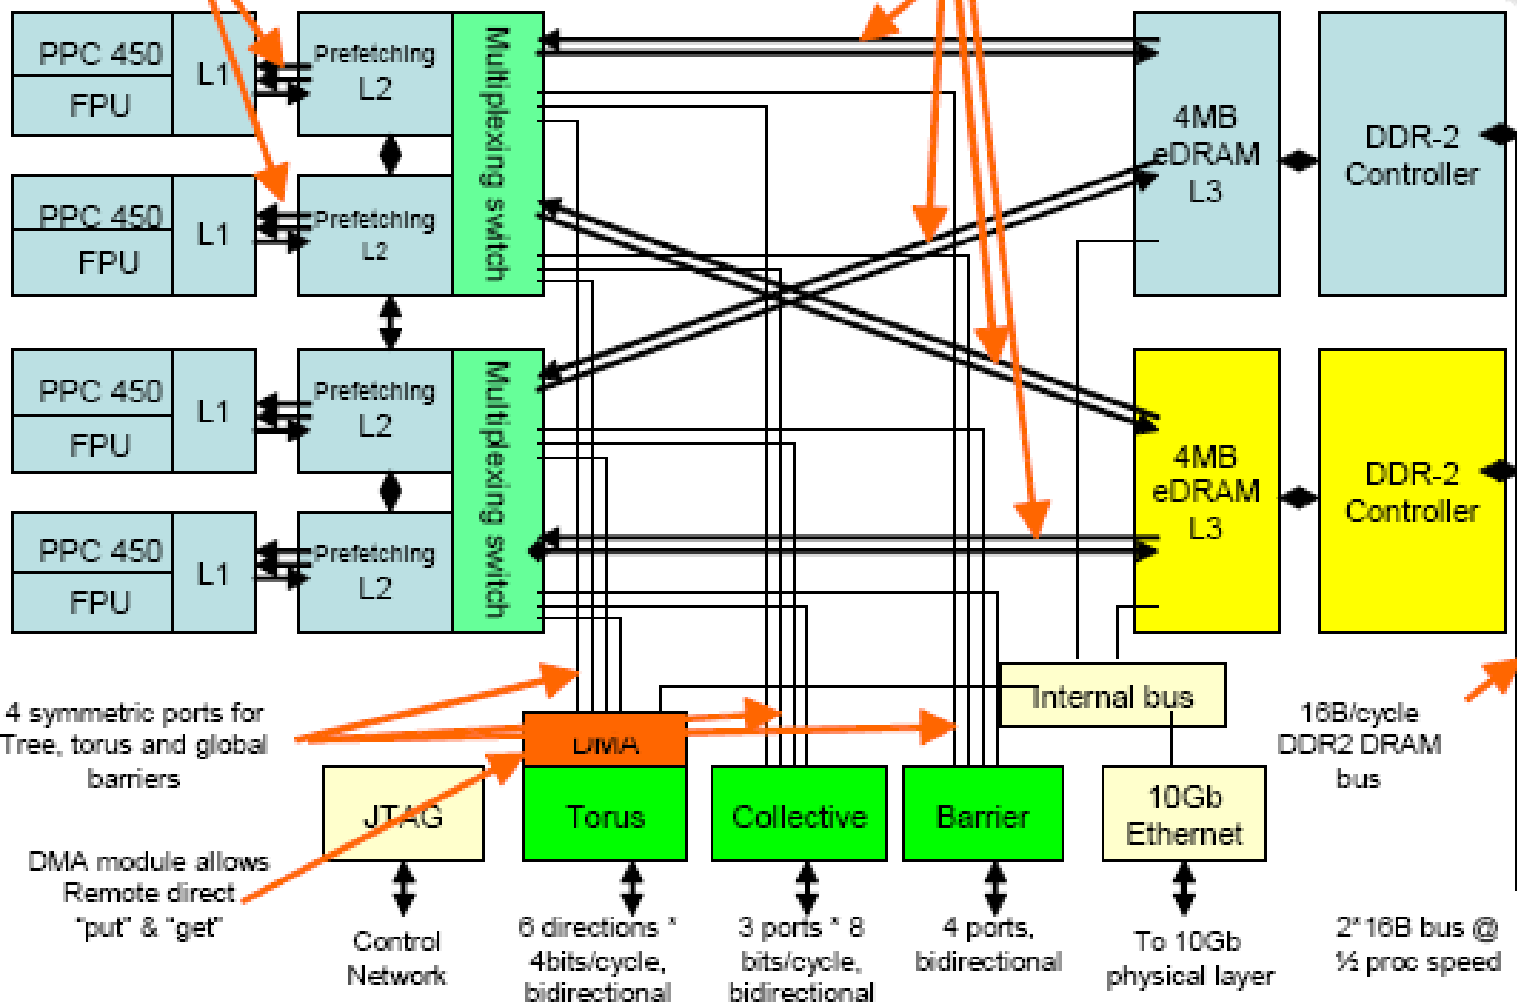 PPC 450
FPU
L1
Prefetching
L2
Multiplexing switch
4MB
eDRAM
L3
DDR-2
Controller
PPC 450
FPU
L1
Prefetching
L2
PPC 450
FPU
L1
Prefetching
L2
Multiplexing switch
4MB
eDRAM
L3
DDR-2
Controller
PPC 450
FPU
L1
Prefetching
L2
4 symmetric ports for
Tree, torus and global
barriers
DMA
Internal bus
16B/cycle
DDR2 DRAM
bus
JTAG
Torus
Collective
Barrier
10Gb
Ethernet
DMA module allows
Remote direct
"put" & "get"
Control
Network
6 directions *
4bits/cycle,
bidirectional
3 ports * 8
bits/cycle,
bidirectional
4 ports,
bidirectional
To 10Gb
physical layer
2*16B bus @
½ proc speed